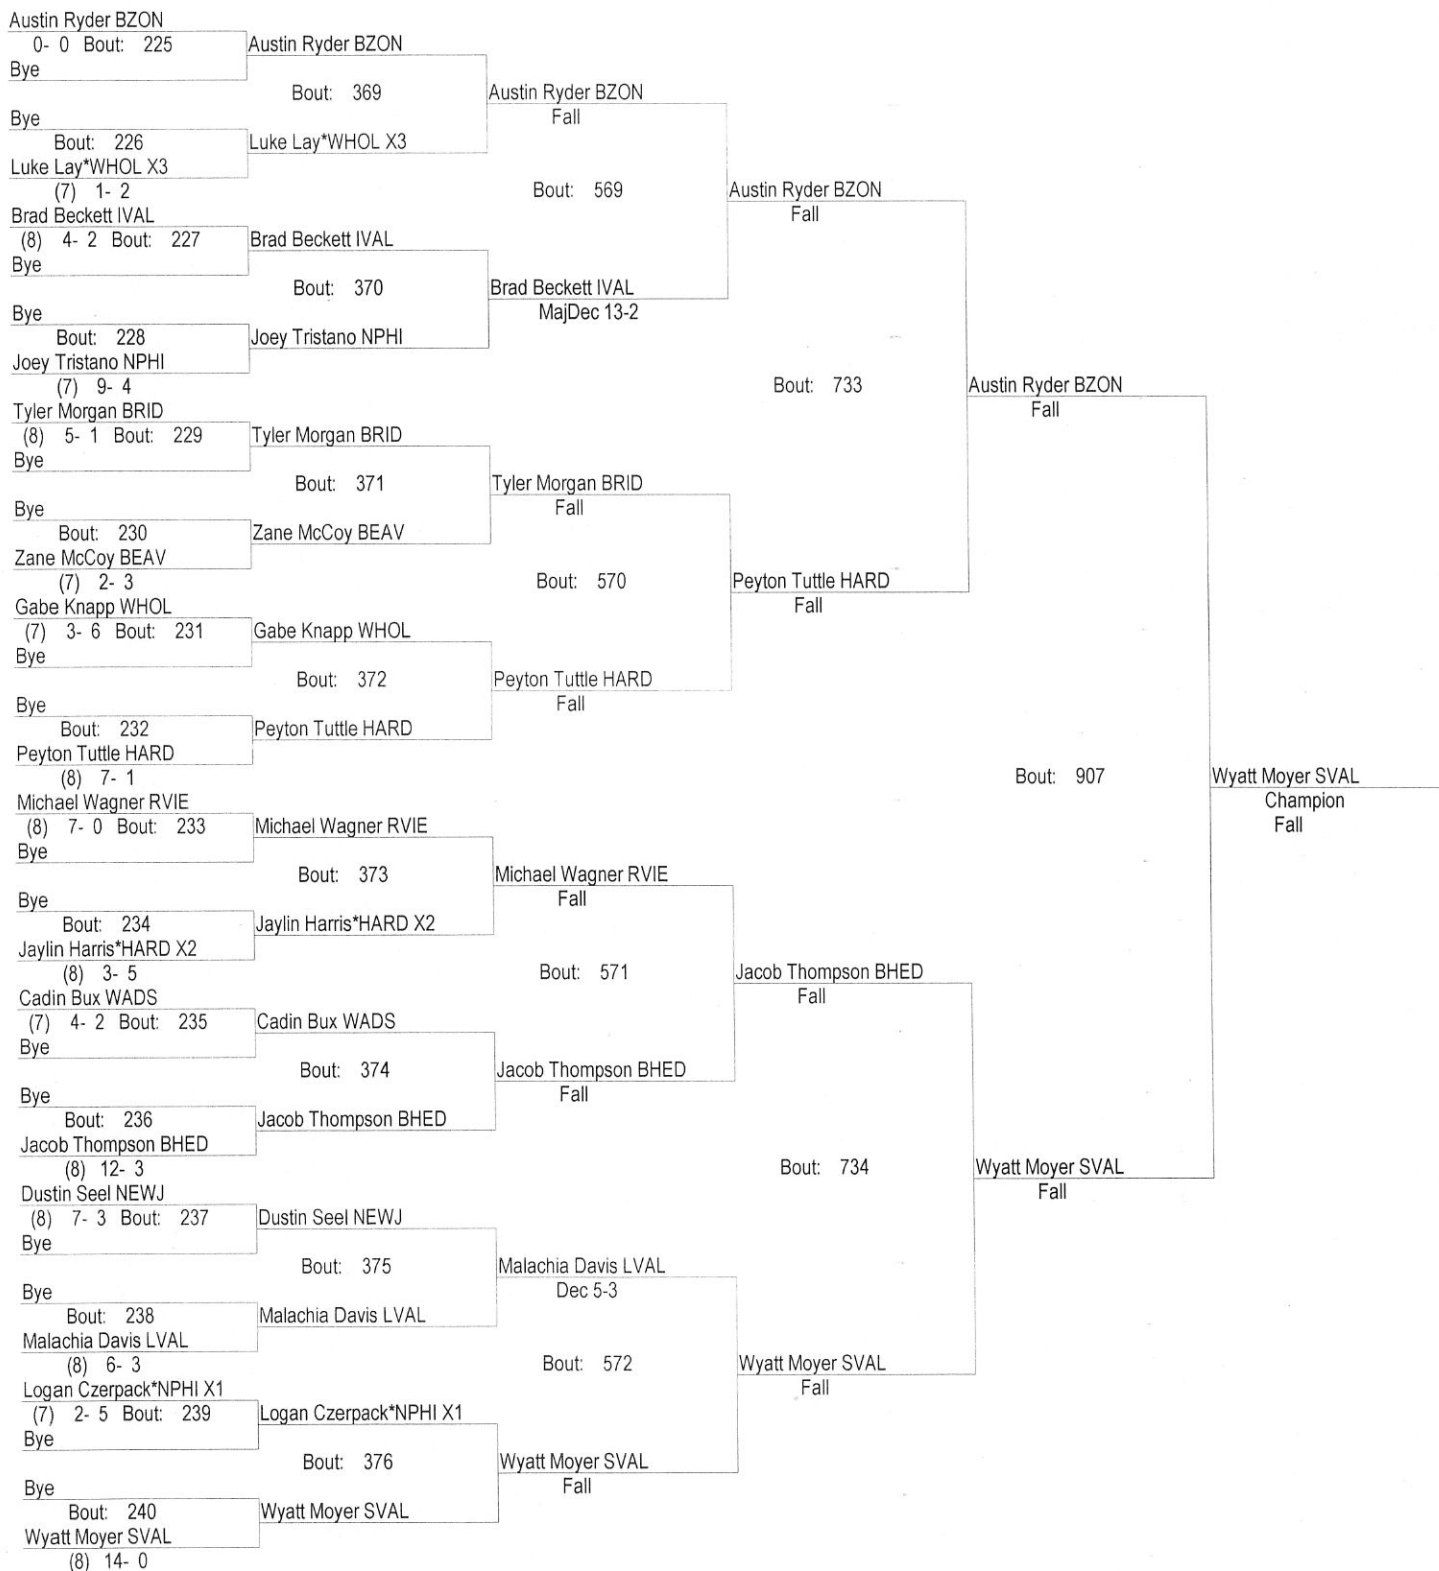 Austin Ryder BZON
0- 0 Bout: 225
Bye
Austin Ryder BZON
Bout: 369
Bye
Bout: 226
Luke Lay*WHOL X3
(7) 1- 2
Luke Lay*WHOL X3
Austin Ryder BZON
Fall
Bout: 569
Brad Beckett IVAL
(8) 4- 2 Bout: 227
Bye
Brad Beckett IVAL
Bout: 370
Bye
Bout: 228
Joey Tristano NPHI
(7) 9- 4
Joey Tristano NPHI
Brad Beckett IVAL
MajDec 13-2
Austin Ryder BZON
Fall
Bout: 733
Tyler Morgan BRID
(8) 5- 1 Bout: 229
Bye
Tyler Morgan BRID
Bout: 371
Bye
Bout: 230
Zane McCoy BEAV
(7) 2- 3
Zane McCoy BEAV
Tyler Morgan BRID
Fall
Bout: 570
Gabe Knapp WHOL
(7) 3- 6 Bout: 231
Bye
Gabe Knapp WHOL
Bout: 372
Bye
Bout: 232
Peyton Tuttle HARD
(8) 7- 1
Peyton Tuttle HARD
Peyton Tuttle HARD
Fall
Peyton Tuttle HARD
Fall
Austin Ryder BZON
Fall
Bout: 907
Michael Wagner RVIE
(8) 7- 0 Bout: 233
Bye
Michael Wagner RVIE
Bout: 373
Bye
Bout: 234
Jaylin Harris*HARD X2
(8) 3- 5
Jaylin Harris*HARD X2
Michael Wagner RVIE
Fall
Bout: 571
Cadin Bux WADS
(7) 4- 2 Bout: 235
Bye
Cadin Bux WADS
Bout: 374
Bye
Bout: 236
Jacob Thompson BHED
(8) 12- 3
Jacob Thompson BHED
Jacob Thompson BHED
Fall
Jacob Thompson BHED
Fall
Bout: 734
Dustin Seel NEWJ
(8) 7- 3 Bout: 237
Bye
Dustin Seel NEWJ
Bout: 375
Bye
Bout: 238
Malachia Davis LVAL
(8) 6- 3
Malachia Davis LVAL
Malachia Davis LVAL
Dec 5-3
Bout: 572
Logan Czerpack*NPHI X1
(7) 2- 5 Bout: 239
Bye
Logan Czerpack*NPHI X1
Bout: 376
Bye
Bout: 240
Wyatt Moyer SVAL
(8) 14- 0
Wyatt Moyer SVAL
Wyatt Moyer SVAL
Fall
Wyatt Moyer SVAL
Fall
Wyatt Moyer SVAL
Fall
Wyatt Moyer SVAL
Champion
Fall